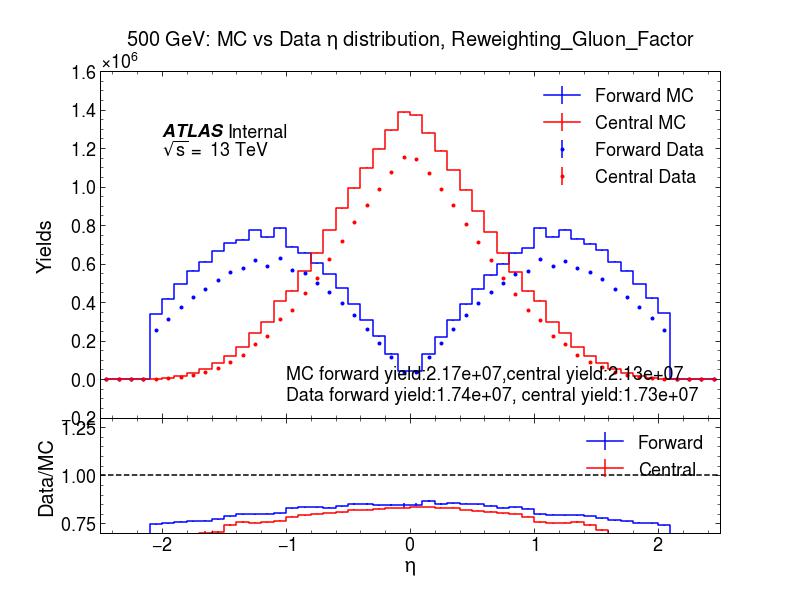 500 GeV: MC vs Data η distribution, Reweighting_Gluon_Factor
×10⁶
1.6
1.4
1.2
1.0
0.8
0.6
0.4
0.2
0.0
0.2
Yields
ATLAS Internal
√s = 13 TeV
Forward MC
Central MC
Forward Data
Central Data
MC forward yield:2.17e+07,central yield:2.13e+07
Data forward yield:1.74e+07, central yield:1.73e+07
1.25
1.00
0.75
Data/MC
Forward
Central
−2 −1 0 1 2
η